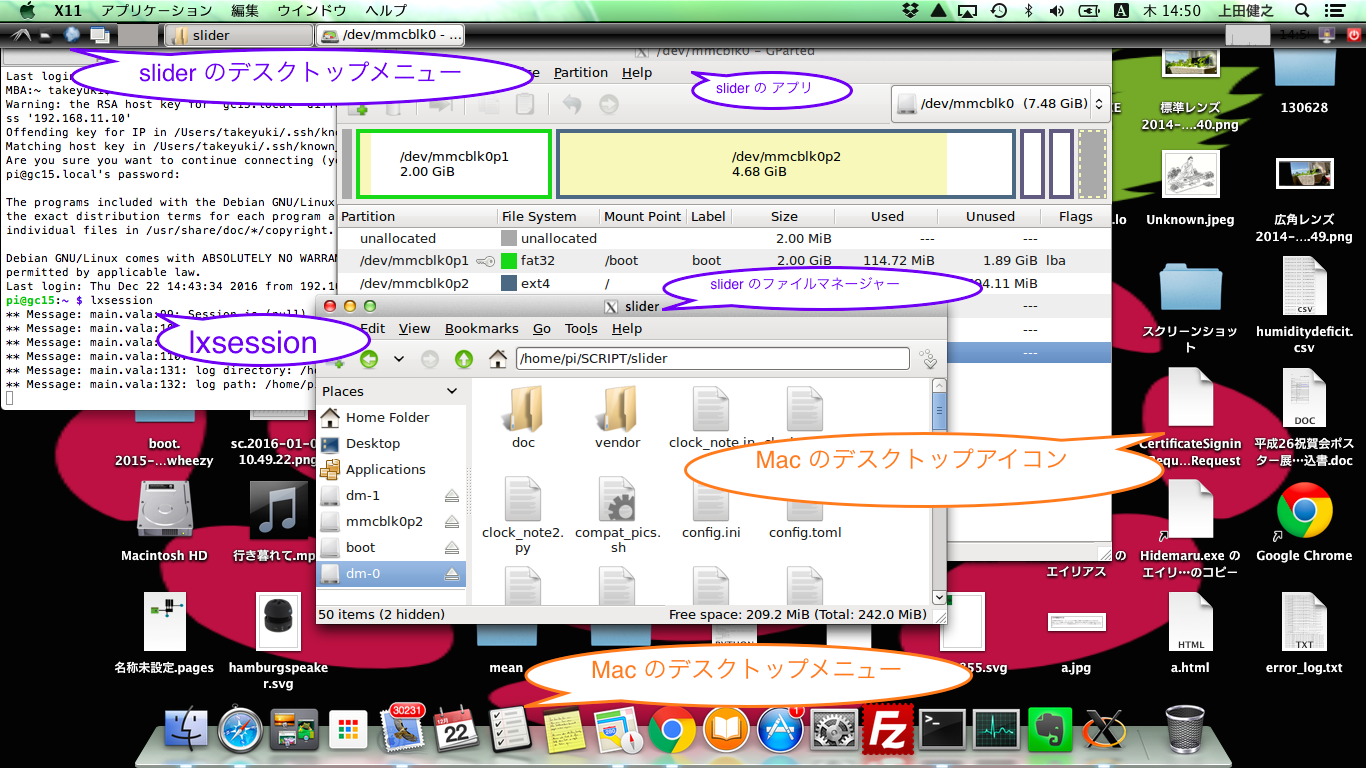 X11 アプリケーション 編集 ウインドウ ヘルプ
A 木 14:50 上田健之
slider
/dev/mmcblk0 - ...
/dev/mmcblk0 - GParted
slider のデスクトップメニュー
Partition Help
slider の アプリ
/dev/mmcblk0 (7.48 GiB)
/dev/mmcblk0p1
2.00 GiB
/dev/mmcblk0p2
4.68 GiB
Partition File System Mount Point Label Size Used Unused Flags
unallocated unallocated 2.00 MiB --- ---
/dev/mmcblk0p1 fat32 /boot boot 2.00 GiB 114.72 MiB 1.89 GiB lba
/dev/mmcblk0p2 ext4 /
---
---
---
Last login
MBA:~ takeyuki
Warning: the RSA host key for 'gc15.local' diff
ss '192.168.11.10'
Offending key for IP in /Users/takeyuki/.ssh/kno
Matching host key in /Users/takeyuki/.ssh/known_
Are you sure you want to continue connecting (y
pi@gc15.local's password:
The programs included with the Debian GNU/Linux
the exact distribution terms for each program a
individual files in /usr/share/doc/*/copyright.
Debian GNU/Linux comes with ABSOLUTELY NO WARRAN
permitted by applicable law.
Last login: Thu Dec 22 14:43:34 2016 from 192.16
pi@gc15:~ $ lxsession
** Message: main.vala:99: Session is (null)
** Message: main.vala:
** Message: main.vala:
** Message: main.vala:
** Message: main.vala:131: log directory: /h
** Message: main.vala:132: log path: /home/p
lxsession
slider のファイルマネージャー
slider
Edit View Bookmarks Go Tools Help
/home/pi/SCRIPT/slider
Places
Home Folder
Desktop
Applications
dm-1
mmcblk0p2
boot
dm-0
doc
vendor
clock_note.in
clock_note2.
py
compat_pics.
sh
config.ini
config.toml
50 items (2 hidden) Free space: 209.2 MiB (Total: 242.0 MiB)
Mac のデスクトップアイコン
Mac のデスクトップメニュー
標準レンズ
2014-....40.png
130628
Unknown.jpeg
広角レンズ
2014-....49.png
スクリーンショッ
ト
humiditydeficit.
csv
CertificateSignin
gRequ...Request
平成26祝賀会ポス
ター展…込書.doc
Hidemaru.exe の
エイリ…のコピー
Google Chrome
の
エイリアス
boot.
2015-...wheezy
sc.2016-01-0
10.49.22.png
Macintosh HD
行き暮れて.mp
名称未設定.pages
hamburgspeake
r.svg
mean
PYTHON
855.svg
a.jpg
HTML
a.html
TXT
error_log.txt
CSV
DOC
30231
12月
22
280
1
Fz